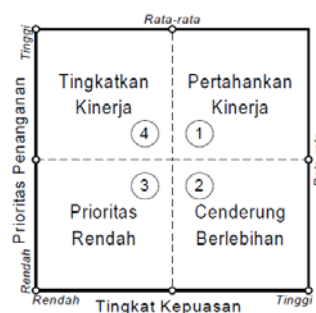 Rata-rata
Tinggi
Tingkatkan
Kinerja
Pertahankan
Kinerja
4
1
Prioritas Penanganan
3
2
Prioritas
Rendah
Cenderung
Berlebihan
Rendah
Rendah
Tingkat Kepuasan
Tinggi